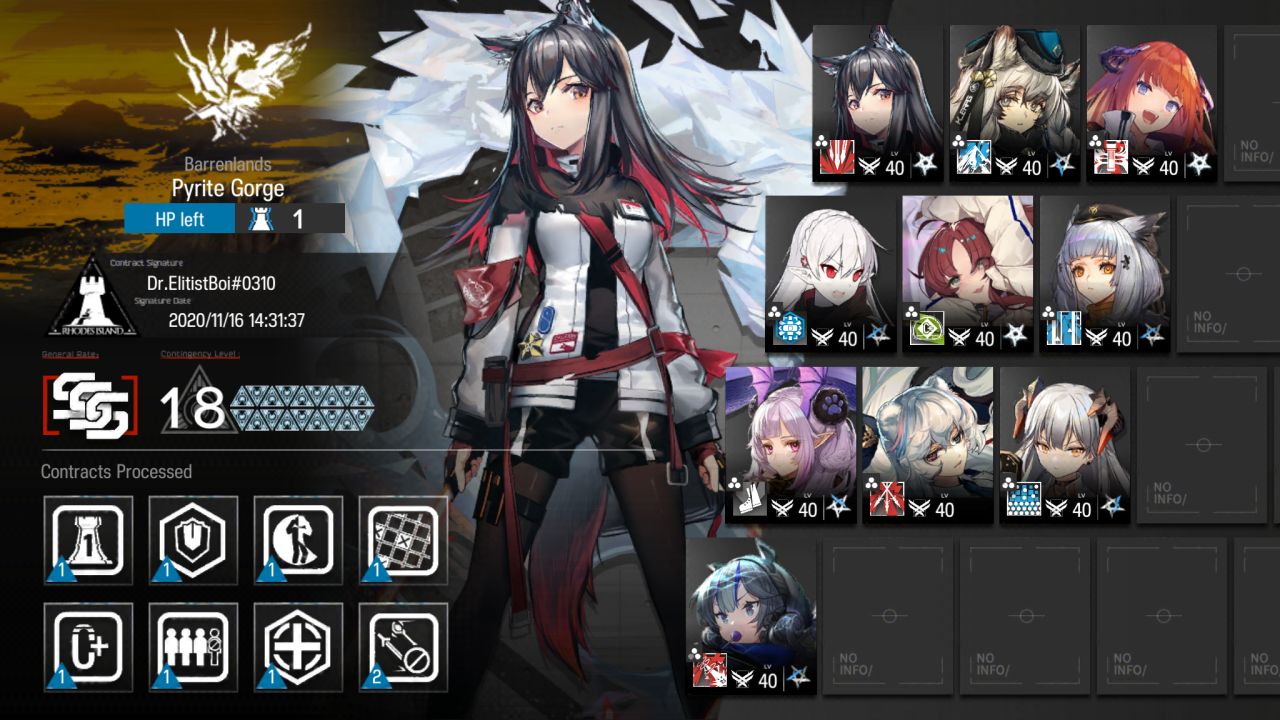 Barrenlands
Pyrite Gorge
HP left 1
Contract Signature
Dr.ElitistBoi#0310
Signature Date
2020/11/16 14:31:37
RHODES ISLAND
General Rate
Contingency Level
18
Contracts Processed
1
1
1
1
1
1
1
1
2
LV
40
LV
40
LV
40
NO
INFO/
LV
40
LV
40
LV
40
NO
INFO/
LV
40
LV
40
LV
40
NO
INFO/
LV
40
NO
INFO/
NO
INFO/
NO
INFO/
NO
INFO/